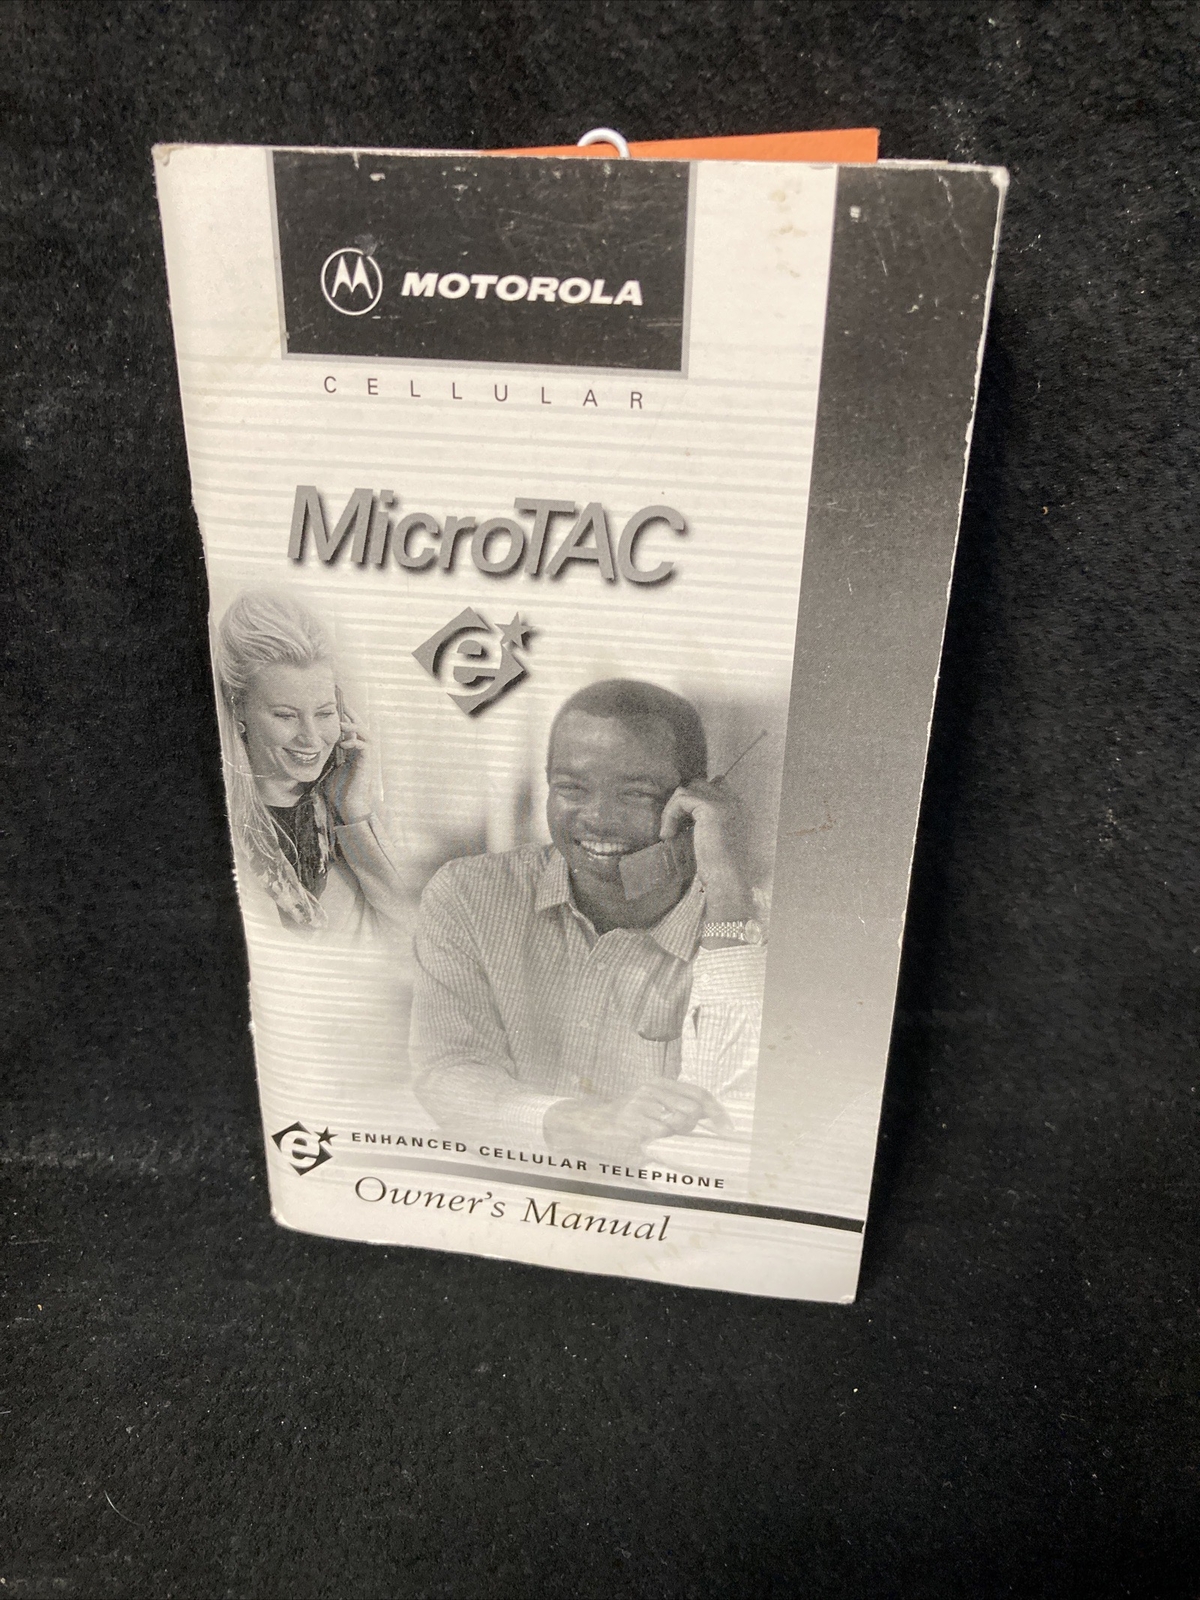 MOTOROLA
CELLULAR
MicroTAC
e
e ENHANCED CELLULAR TELEPHONE
Owner's Manual